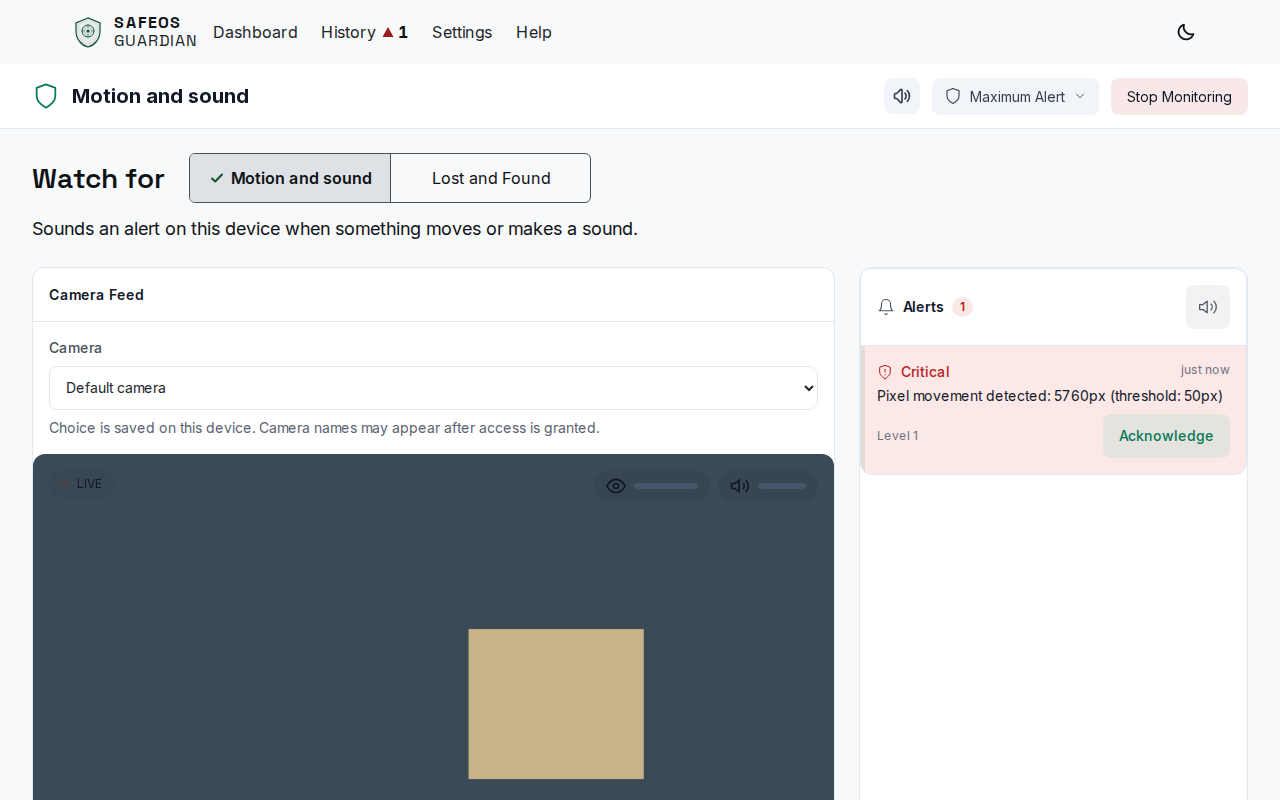 SAFEOS
GUARDIAN
Dashboard
History 1
Settings
Help
Motion and sound
Maximum Alert
Stop Monitoring
Watch for
Motion and sound
Lost and Found
Sounds an alert on this device when something moves or makes a sound.
Camera Feed
Camera
Default camera
Choice is saved on this device. Camera names may appear after access is granted.
LIVE
Alerts 1
Critical
just now
Pixel movement detected: 5760px (threshold: 50px)
Level 1
Acknowledge